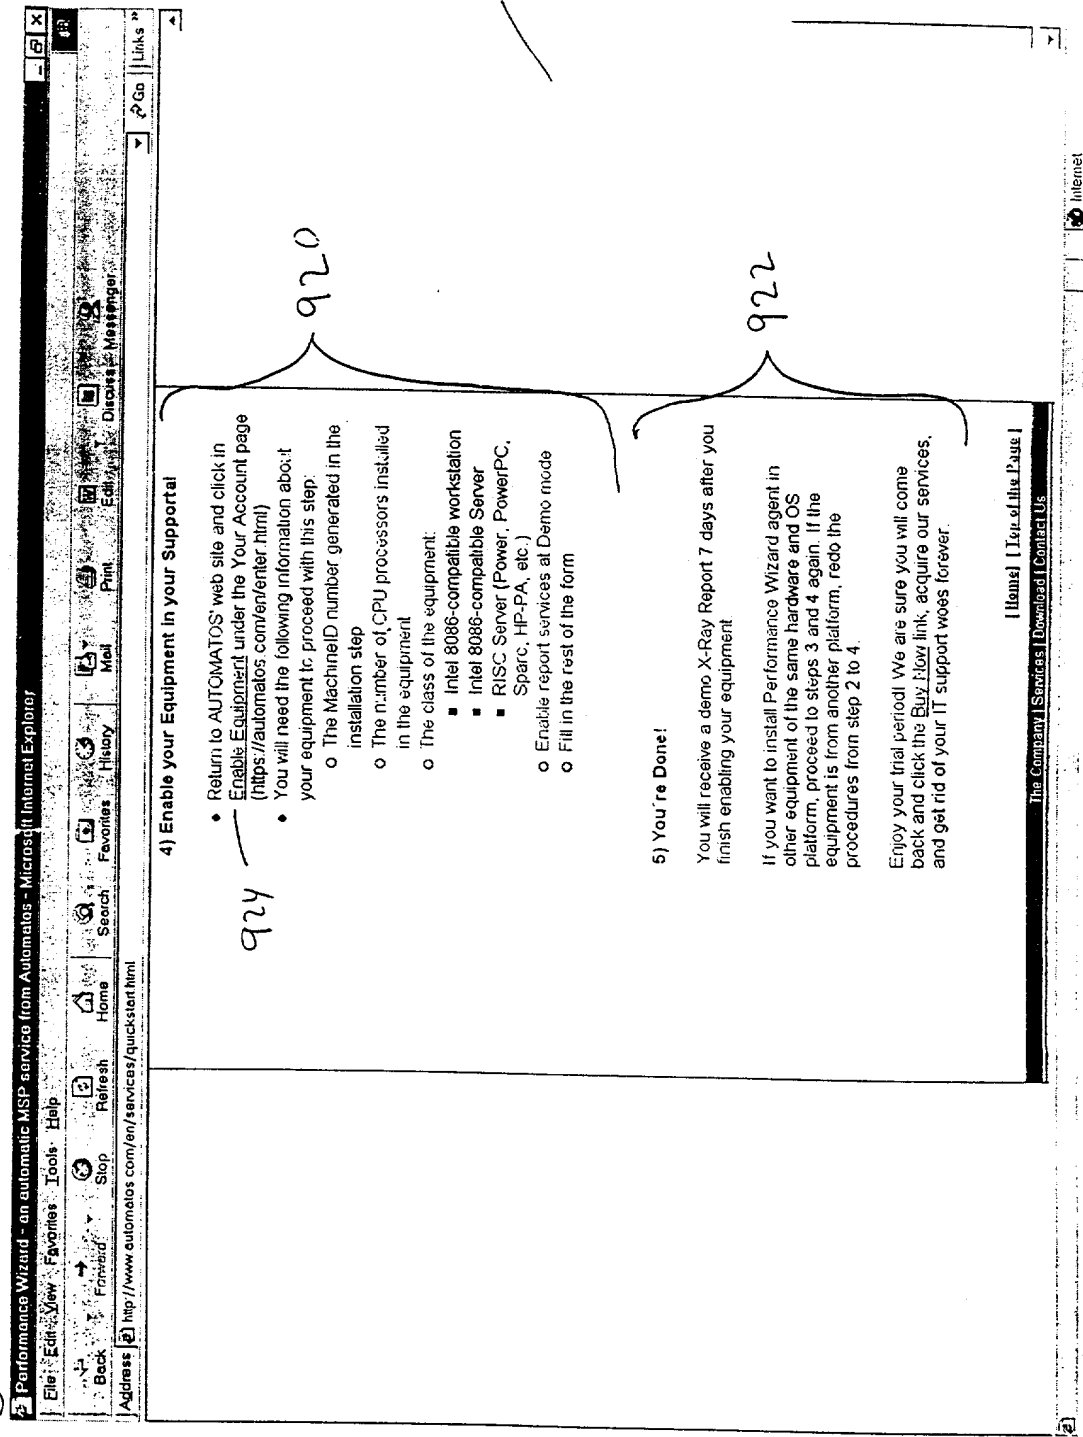 Performance Wizard - an automatic MSP service from Automatos - Microsoft Internet Explorer
File Edit View Favorites Tools Help
Back Forward Stop Refresh Home Search Favorites History Mail Print Edit Discuss Messenger
Address http://www.automatos.com/en/services/quickstart.html Go Links »
4) Enable your Equipment in your Supportal
• Return to AUTOMATOS' web site and click in
Enable Equipment under the Your Account page
(https://automatos.com/en/enter.html)
• You will need the following information about
your equipment to proceed with this step:
o The MachineID number generated in the
installation step
o The number of CPU processors installed
in the equipment
o The class of the equipment:
▪ Intel 8086-compatible workstation
▪ Intel 8086-compatible Server
▪ RISC Server (Power, PowerPC,
Sparc, HP-PA, etc.)
o Enable report services at Demo mode
o Fill in the rest of the form
920
924
5) You're Done!
You will receive a demo X-Ray Report 7 days after you
finish enabling your equipment
If you want to install Performance Wizard agent in
other equipment of the same hardware and OS
platform, proceed to steps 3 and 4 again. If the
equipment is from another platform, redo the
procedures from step 2 to 4.
Enjoy your trial period! We are sure you will come
back and click the Buy Now link, acquire our services,
and get rid of your IT support woes forever.
922
[ Home] [ Top of the Page ]
The Company | Services | Download | Contact Us
Internet